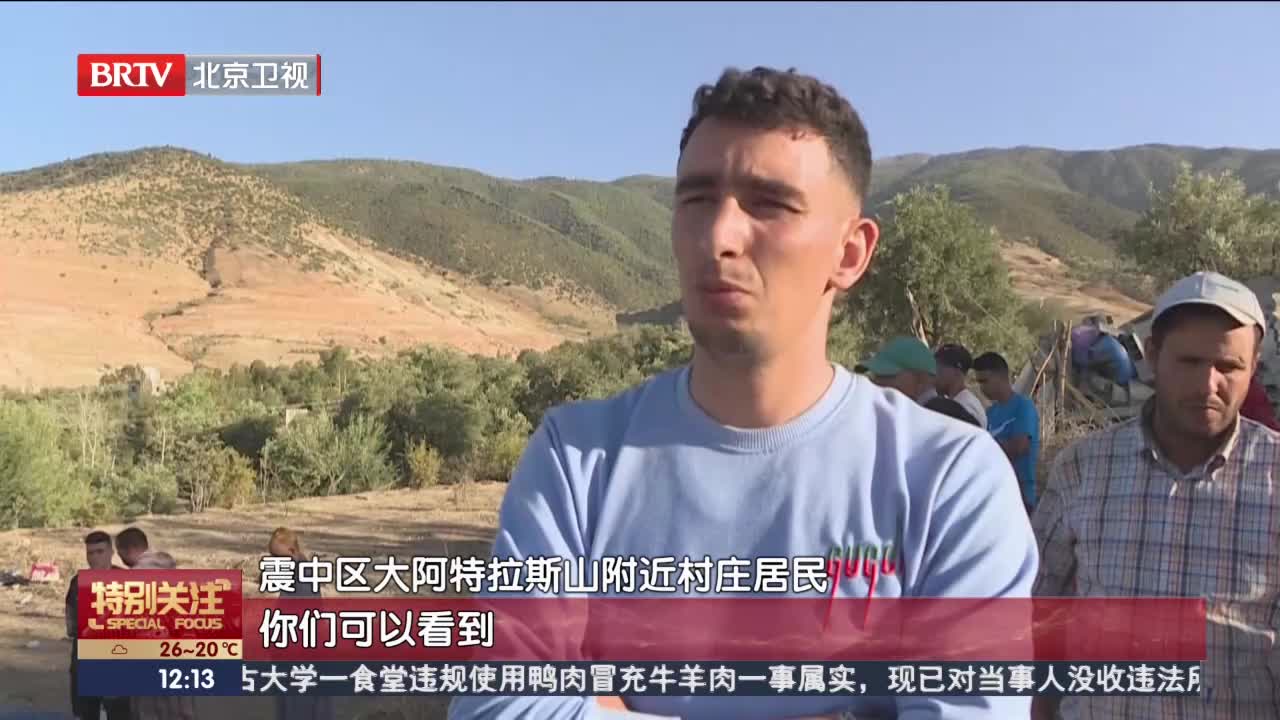 BRTV 北京卫视
GUCCI
震中区大阿特拉斯山附近村庄居民
你们可以看到
特别关注
SPECIAL FOCUS
26~20℃
12:13
古大学一食堂违规使用鸭肉冒充牛羊肉一事属实，现已对当事人没收违法所